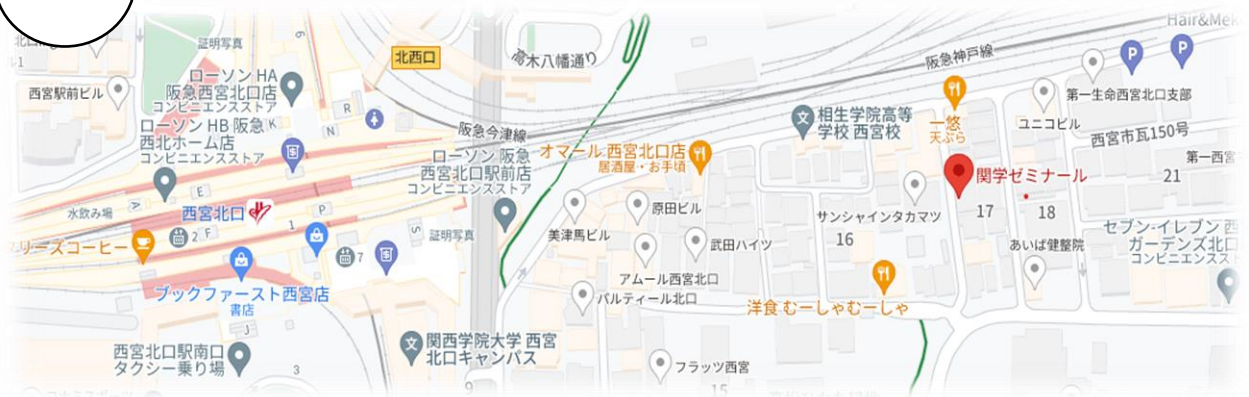 Hair&Mek
証明写真
9
北西口
高木八幡通り
阪急神戸線
P
P
西宮駅前ビル
ローソン HA
阪急西宮北口店
コンビニエンスストア
R
K
N
ローソン HB 阪急
西北ホーム店
コンビニエンスストア
阪急今津線
ローソン 阪急
西宮北口駅前店
コンビニエンスストア
オマール 西宮北口店
居酒屋・お手頃
相生学院高等
学校 西宮校
一悠
天ぷら
ユニコビル
第一生命西宮北口支部
西宮市瓦150号
第一西宮
21
関学ゼミナール
17
18
E
A
水飲み場
西宮北口
P
1
2
F
7
S
証明写真
リーズコーヒー
ブックファースト西宮店
書店
美津馬ビル
原田ビル
武田ハイツ
アムール西宮北口
パルティール北口
サンシャインタカマツ
16
あいば健整院
セブン-イレブン 西
ガーデンズ北口
コンビニエンスス
洋食 むーしゃむーしゃ
J
西宮北口駅南口
タクシー乗り場
3
関西学院大学 西宮
北口キャンパス
9
フラッツ西宮
15